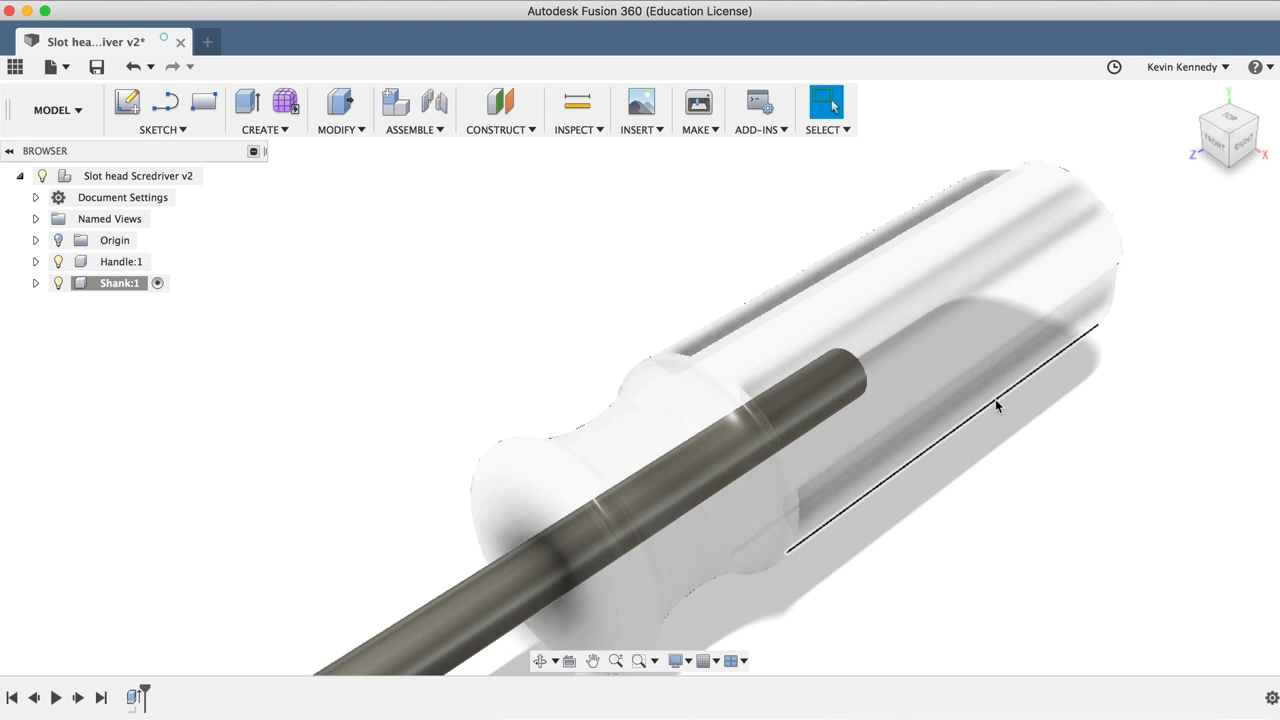 Autodesk Fusion 360 (Education License)
Slot hea...iver v2*
Kevin Kennedy
MODEL
SKETCH
CREATE
MODIFY
ASSEMBLE
CONSTRUCT
INSPECT
INSERT
MAKE
ADD-INS
SELECT
BROWSER
Slot head Scredriver v2
Document Settings
Named Views
Origin
Handle:1
Shank:1
Y
TOP
FRONT
RIGHT
Z
X